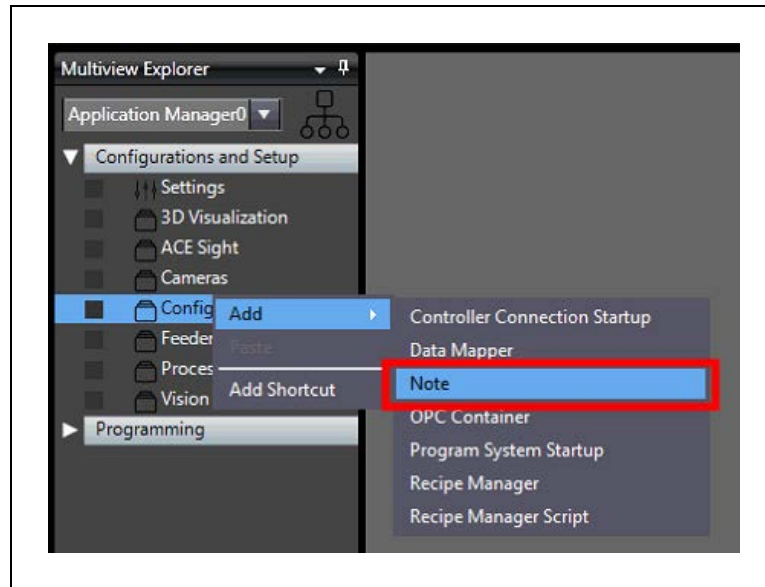 Multiview Explorer
Application Manager0
Configurations and Setup
Settings
3D Visualization
ACE Sight
Cameras
Config
Feeder
Proces
Vision
Programming
Add
Paste
Add Shortcut
Controller Connection Startup
Data Mapper
Note
OPC Container
Program System Startup
Recipe Manager
Recipe Manager Script